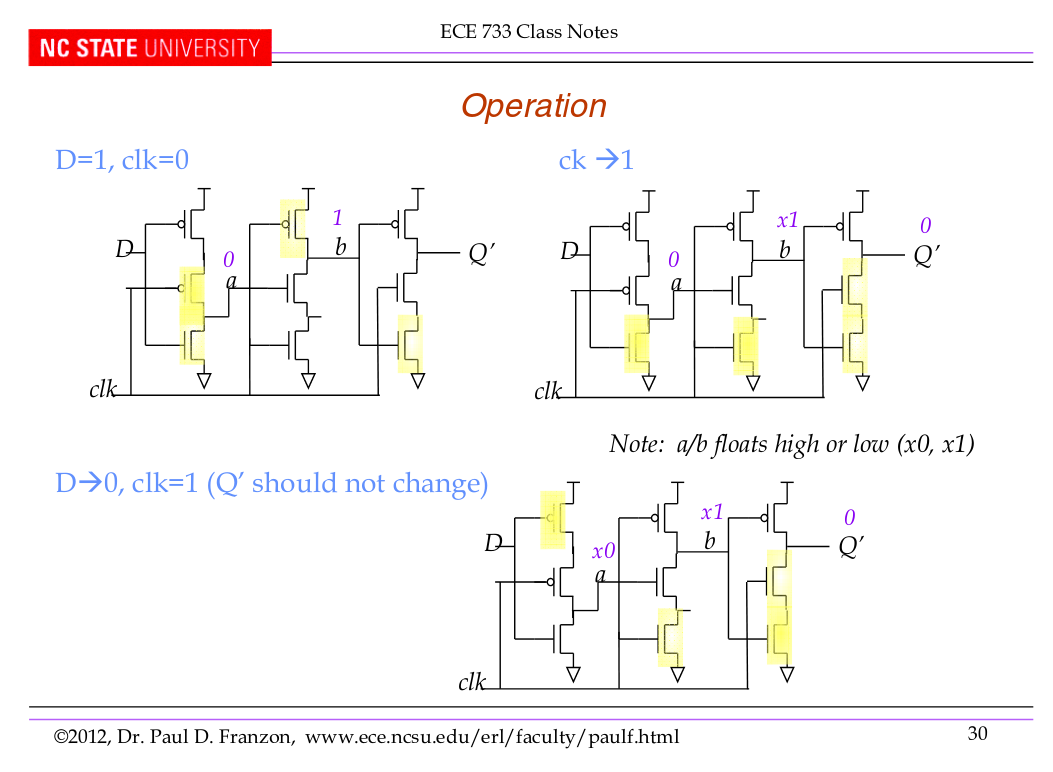 ECE 733 Class Notes
NC STATE UNIVERSITY
Operation
D=1, clk=0
ck →1
1
D
b
Q’
0
a
clk
x1
0
D
b
Q’
0
a
clk
Note: a/b floats high or low (x0, x1)
D→0, clk=1 (Q’ should not change)
x1
0
D
b
Q’
x0
a
clk
©2012, Dr. Paul D. Franzon, www.ece.ncsu.edu/erl/faculty/paulf.html
30